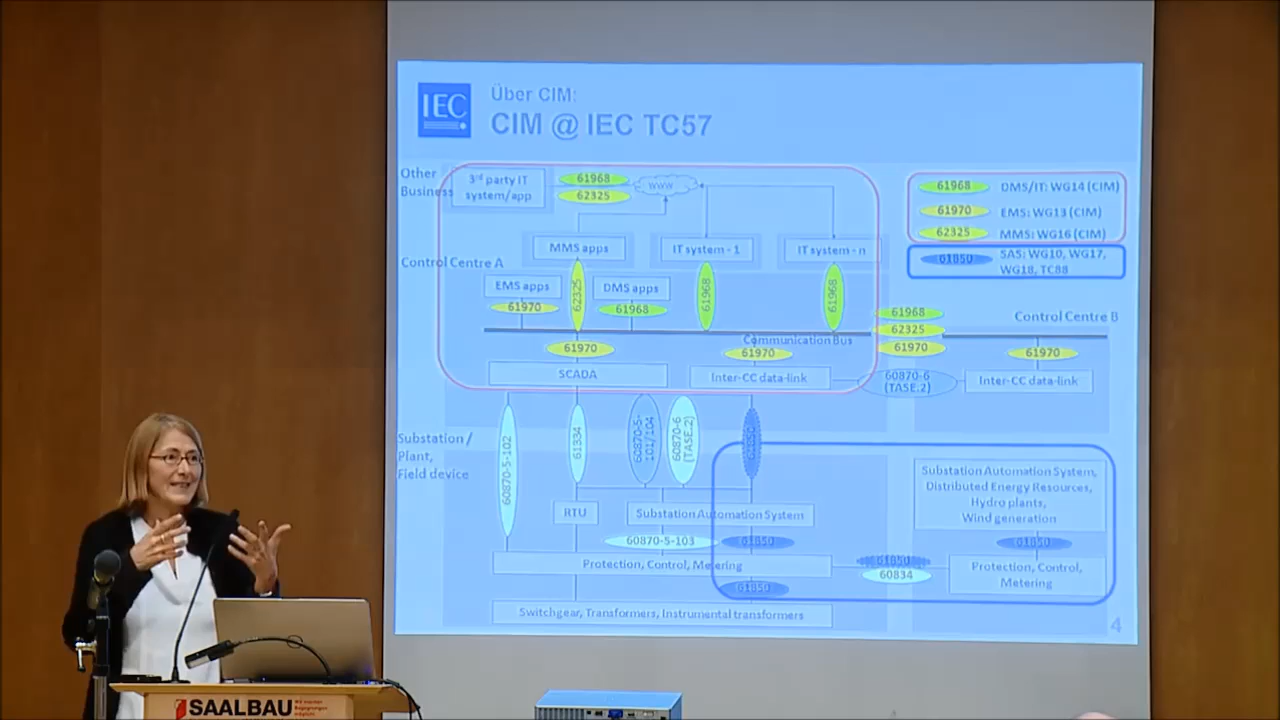 IEC
Über CIM:
CIM @ IEC TC57
Other
Business
3rd party IT
system/app
61968
62325
WWW
61968
DMS/IT: WG14 (CIM)
61970
EMS: WG13 (CIM)
62325
MMS: WG16 (CIM)
61850
SAS: WG10, WG17,
WG18, TC88
MMS apps
IT system - 1
IT system - n
Control Centre A
EMS apps
61970
62325
DMS apps
61968
61968
61968
61968
62325
61970
Control Centre B
Communication Bus
61970
61970
61970
SCADA
Inter-CC data-link
60870-6
(TASE.2)
Inter-CC data-link
Substation /
Plant,
Field device
60870-5-102
61334
60870-5-
101/104
60870-6
(TASE.2)
61850
Substation Automation System,
Distributed Energy Resources,
Hydro plants,
Wind generation
RTU
Substation Automation System
60870-5-103
61850
61850
Protection, Control, Metering
61850
60834
Protection, Control,
Metering
61850
Switchgear, Transformers, Instrumental transformers
4
SAALBAU
Wir machen
Begegnungen
möglich